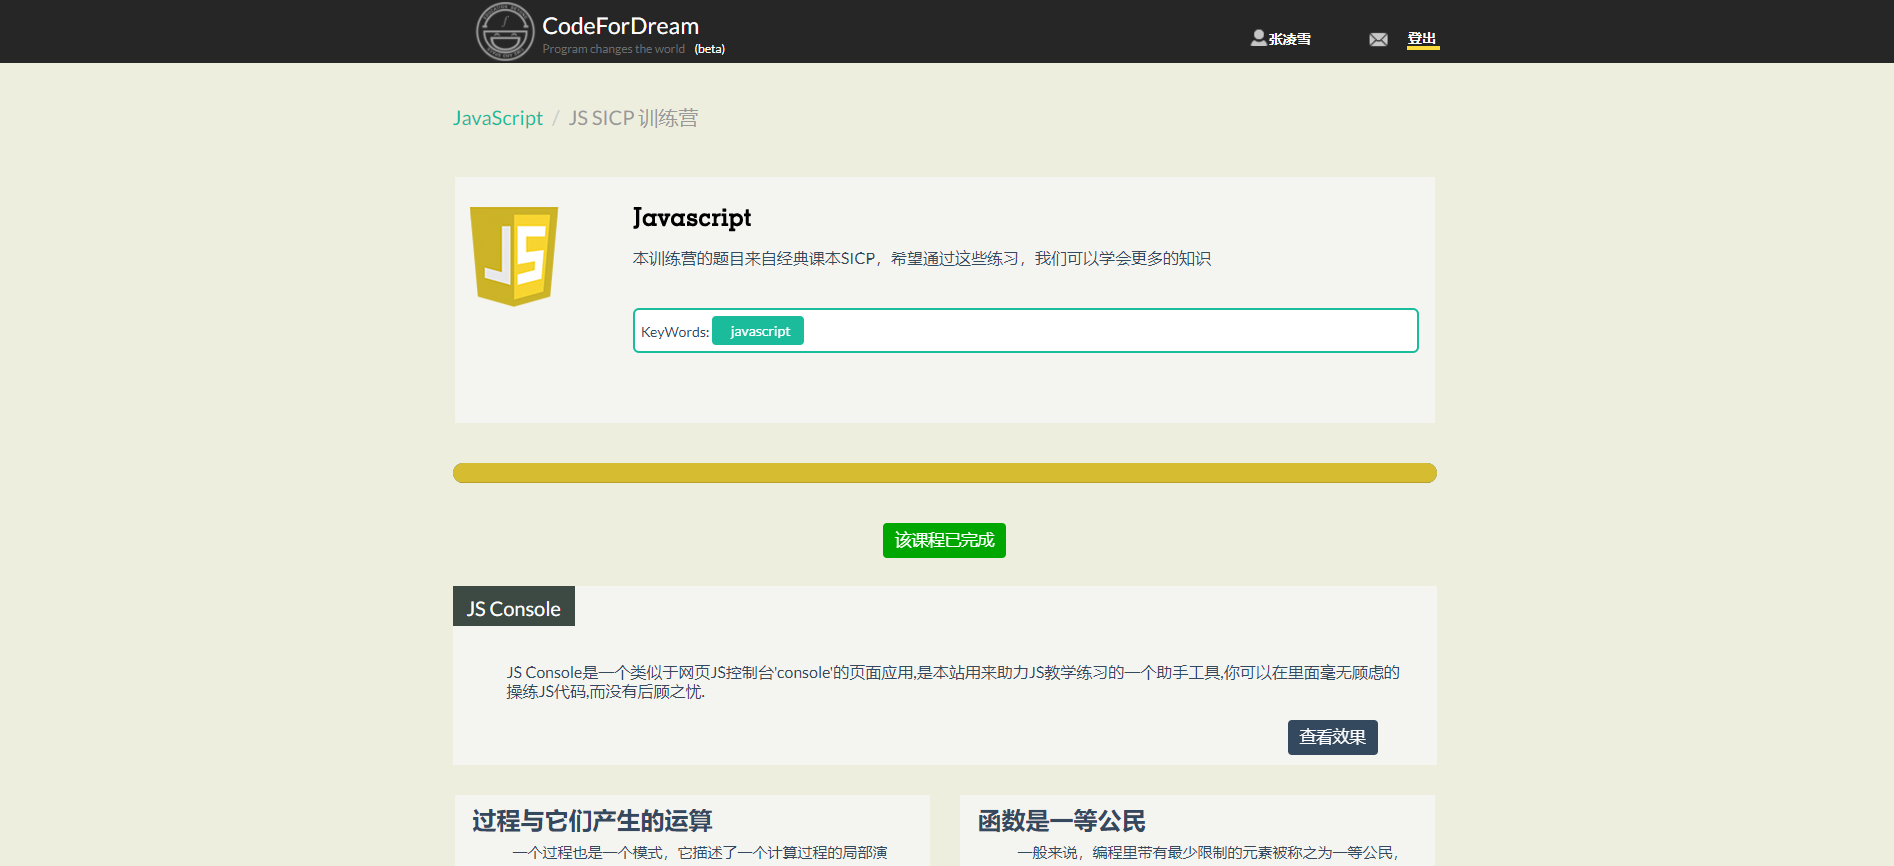 CodeForDream
Program changes the world (beta)
张凌雪
登出
JavaScript / JS SICP 训练营
JS
Javascript
本训练营的题目来自经典课本SICP，希望通过这些练习，我们可以学会更多的知识
KeyWords: javascript
该课程已完成
JS Console
JS Console是一个类似于网页JS控制台'console'的页面应用,是本站用来助力JS教学练习的一个助手工具,你可以在里面毫无顾虑的
操练JS代码,而没有后顾之忧.
查看效果
过程与它们产生的运算
一个过程也是一个模式，它描述了一个计算过程的局部演
函数是一等公民
一般来说，编程里带有最少限制的元素被称之为一等公民，